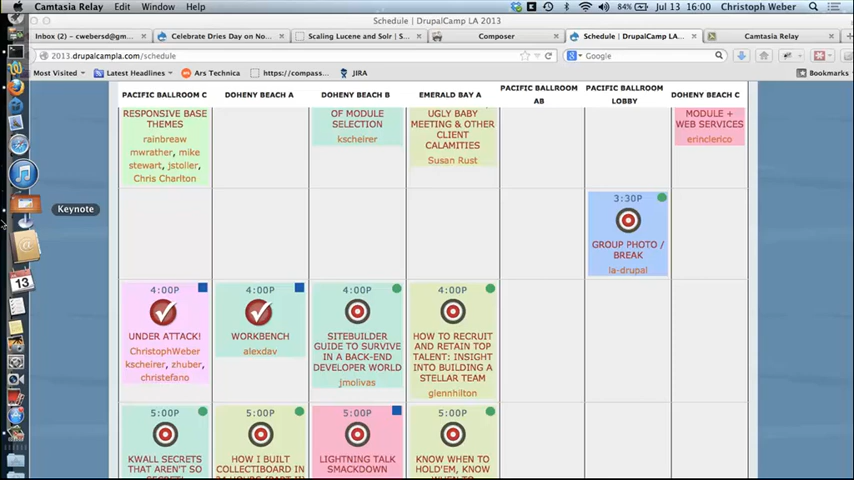 Camtasia Relay Edit Window Help 84% Jul 13 16:00 Christoph Weber
Schedule | DrupalCamp LA 2013
Inbox (2) - cwebersd@gm... Celebrate Dries Day on No... Scaling Lucene and Solr | S... Composer Schedule | DrupalCamp LA... Camtasia Relay
2013.drupalcampla.com/schedule Google
Most Visited Latest Headlines Ars Technica https://compass... JIRA Bookmarks
PACIFIC BALLROOM C DOHENY BEACH A DOHENY BEACH B EMERALD BAY A PACIFIC BALLROOM AB PACIFIC BALLROOM LOBBY DOHENY BEACH C
RESPONSIVE BASE
THEMES
rainbreaw
mwrather, mike
stewart, jstoller,
Chris Charlton
OF MODULE
SELECTION
kscheirer
UGLY BABY
MEETING & OTHER
CLIENT
CALAMITIES
Susan Rust
MODULE +
WEB SERVICES
erinclerico
Keynote
3:30P
GROUP PHOTO /
BREAK
la-drupal
13
4:00P
UNDER ATTACK!
ChristophWeber
kscheirer, zhuber,
christefano
4:00P
WORKBENCH
alexdav
4:00P
SITEBUILDER
GUIDE TO SURVIVE
IN A BACK-END
DEVELOPER WORLD
jmolivas
4:00P
HOW TO RECRUIT
AND RETAIN TOP
TALENT: INSIGHT
INTO BUILDING A
STELLAR TEAM
glennhilton
5:00P
KWALL SECRETS
THAT AREN'T SO
5:00P
HOW I BUILT
COLLECTIBOARD IN
5:00P
LIGHTNING TALK
SMACKDOWN
5:00P
KNOW WHEN TO
HOLD'EM, KNOW